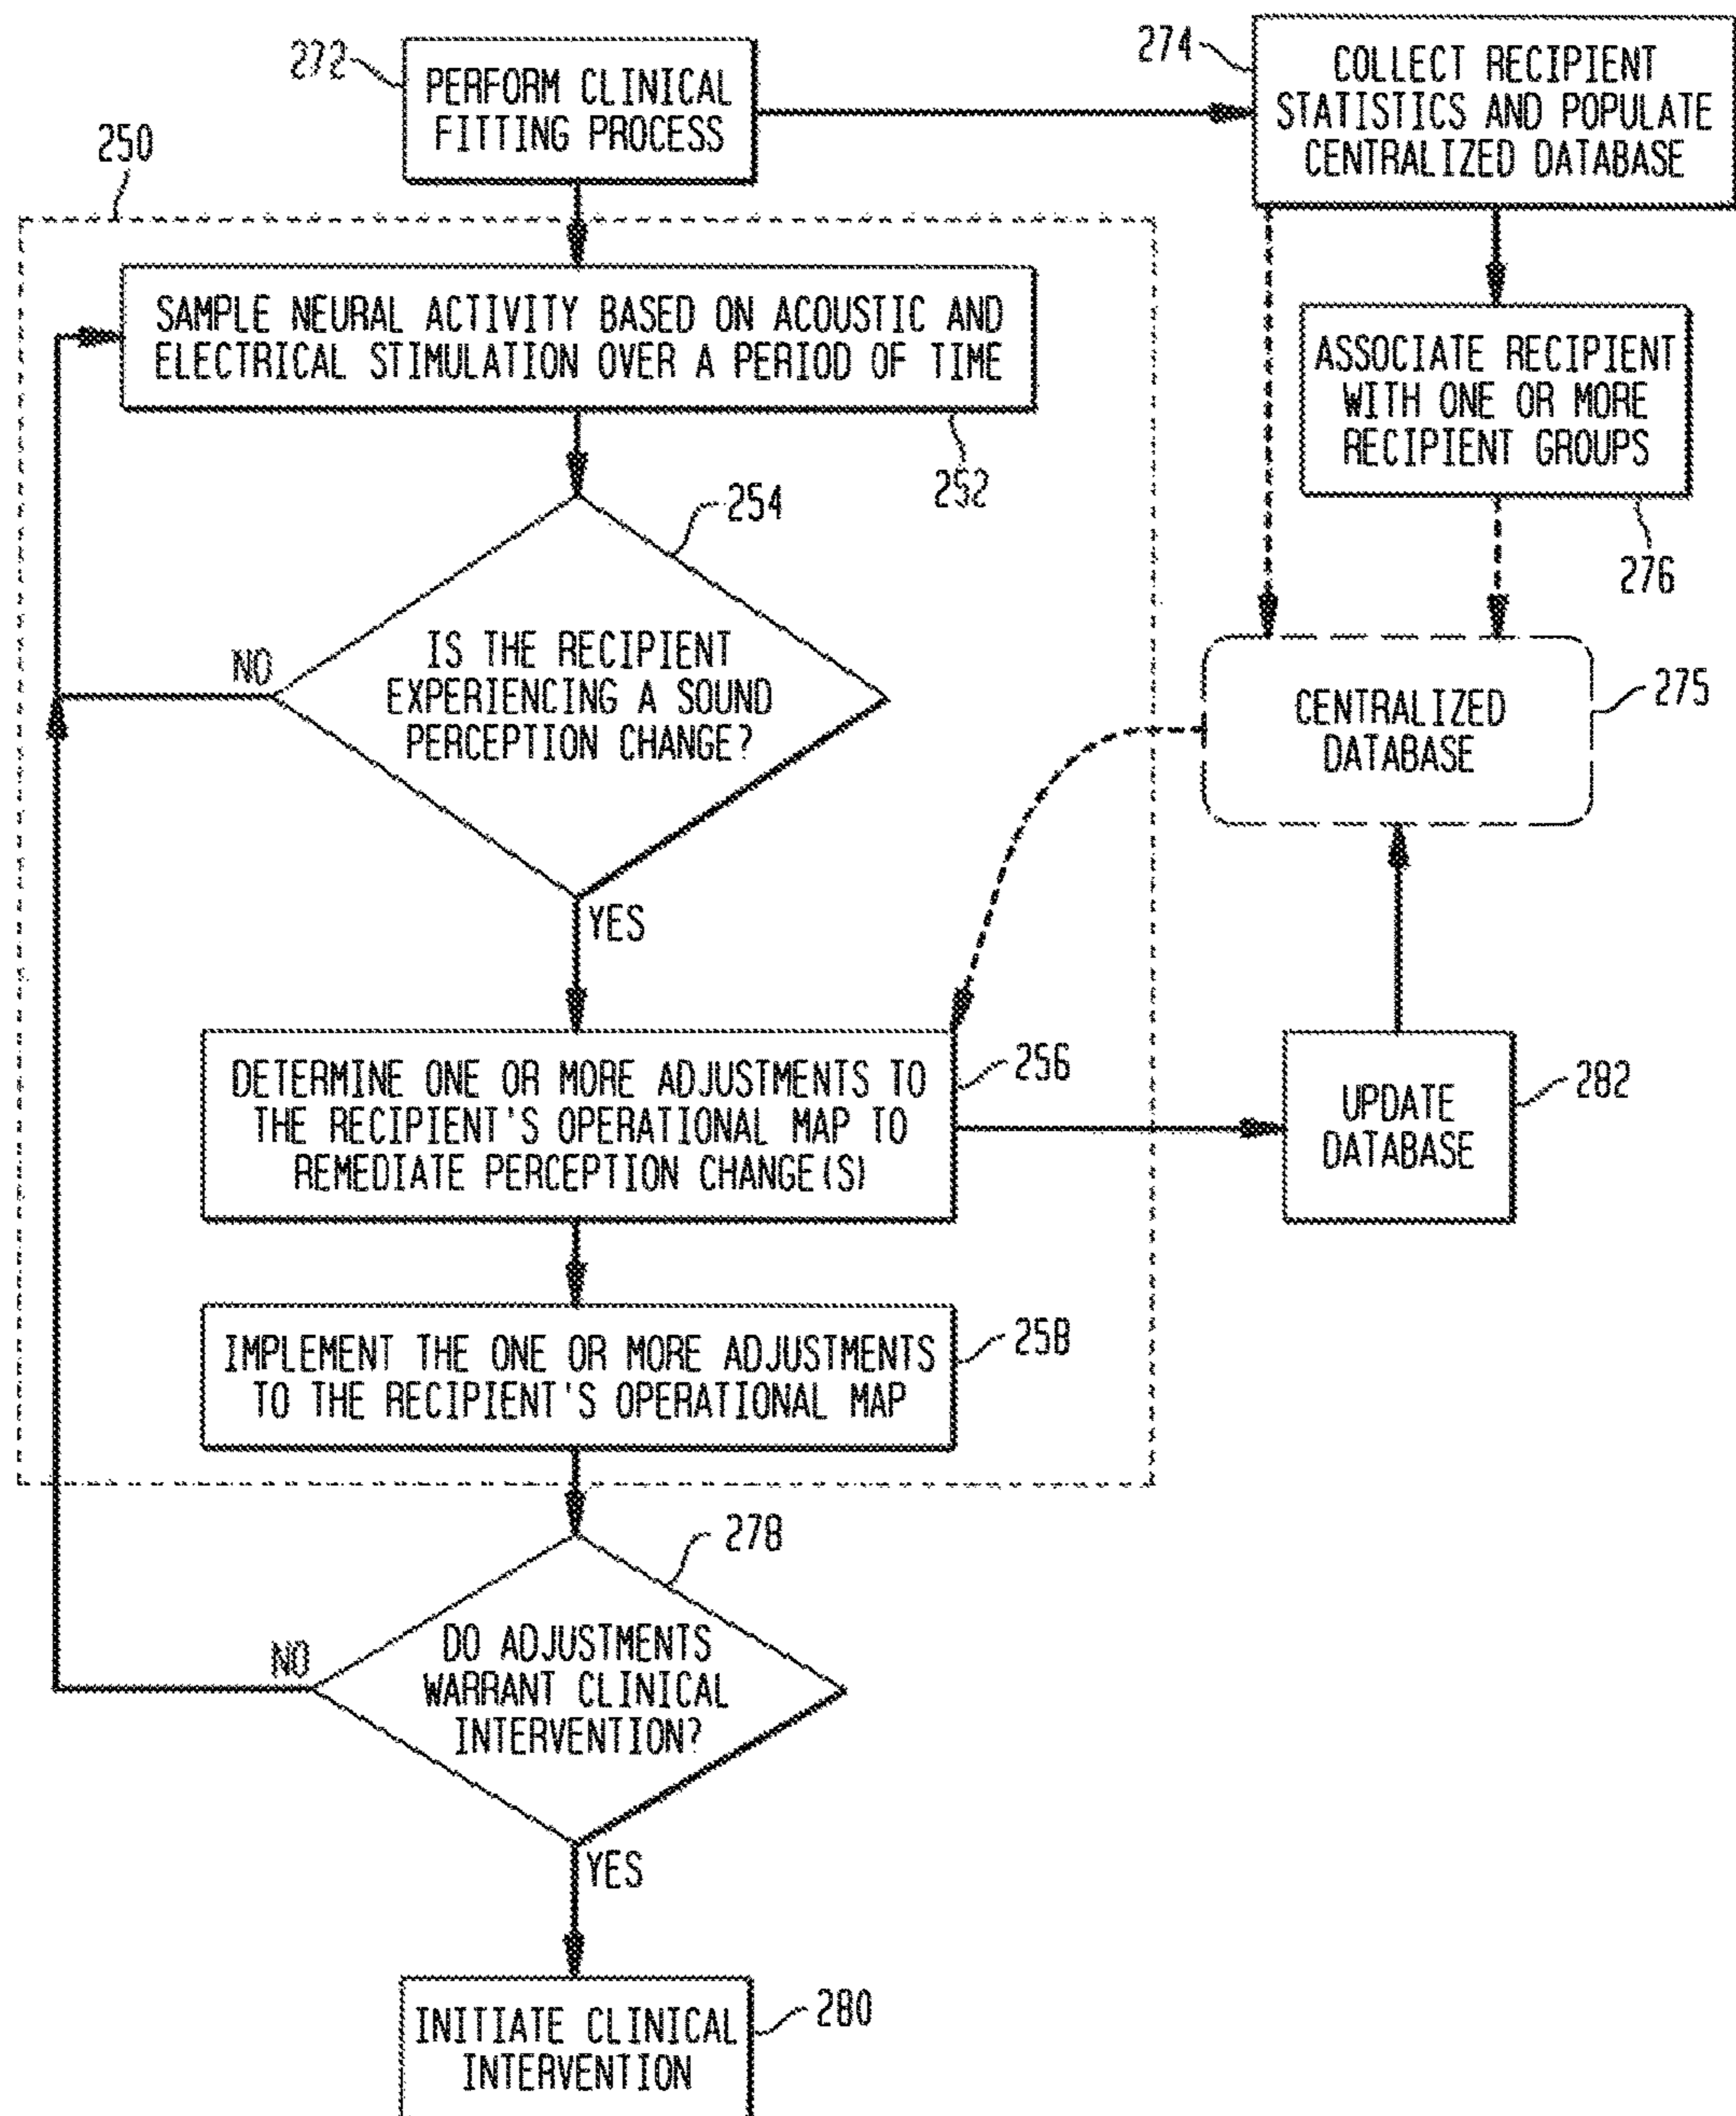 272
PERFORM CLINICAL
FITTING PROCESS
274
COLLECT RECIPIENT
STATISTICS AND POPULATE
CENTRALIZED DATABASE
250
SAMPLE NEURAL ACTIVITY BASED ON ACOUSTIC AND
ELECTRICAL STIMULATION OVER A PERIOD OF TIME
252
ASSOCIATE RECIPIENT
WITH ONE OR MORE
RECIPIENT GROUPS
276
254
IS THE RECIPIENT
EXPERIENCING A SOUND
PERCEPTION CHANGE?
NO
YES
CENTRALIZED
DATABASE
275
DETERMINE ONE OR MORE ADJUSTMENTS TO
THE RECIPIENT'S OPERATIONAL MAP TO
REMEDIATE PERCEPTION CHANGE(S)
256
UPDATE
DATABASE
282
IMPLEMENT THE ONE OR MORE ADJUSTMENTS
TO THE RECIPIENT'S OPERATIONAL MAP
258
278
DO ADJUSTMENTS
WARRANT CLINICAL
INTERVENTION?
NO
YES
INITIATE CLINICAL
INTERVENTION
280